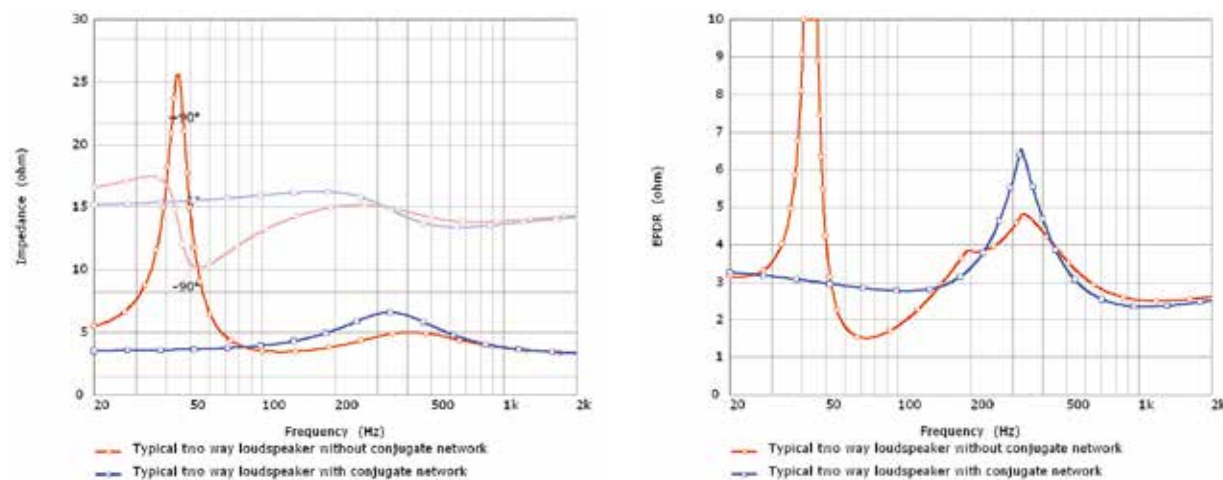 30
25
20
15
10
5
0
Impedance (ohm)
+90°
-90°
20
50
100
200
500
1k
2k
Frequency (Hz)
Typical two way loudspeaker without conjugate network
Typical two way loudspeaker with conjugate network
10
9
8
7
6
5
4
3
2
1
0
EPDR (ohm)
20
50
100
200
500
1k
2k
Frequency (Hz)
Typical two way loudspeaker without conjugate network
Typical two way loudspeaker with conjugate network